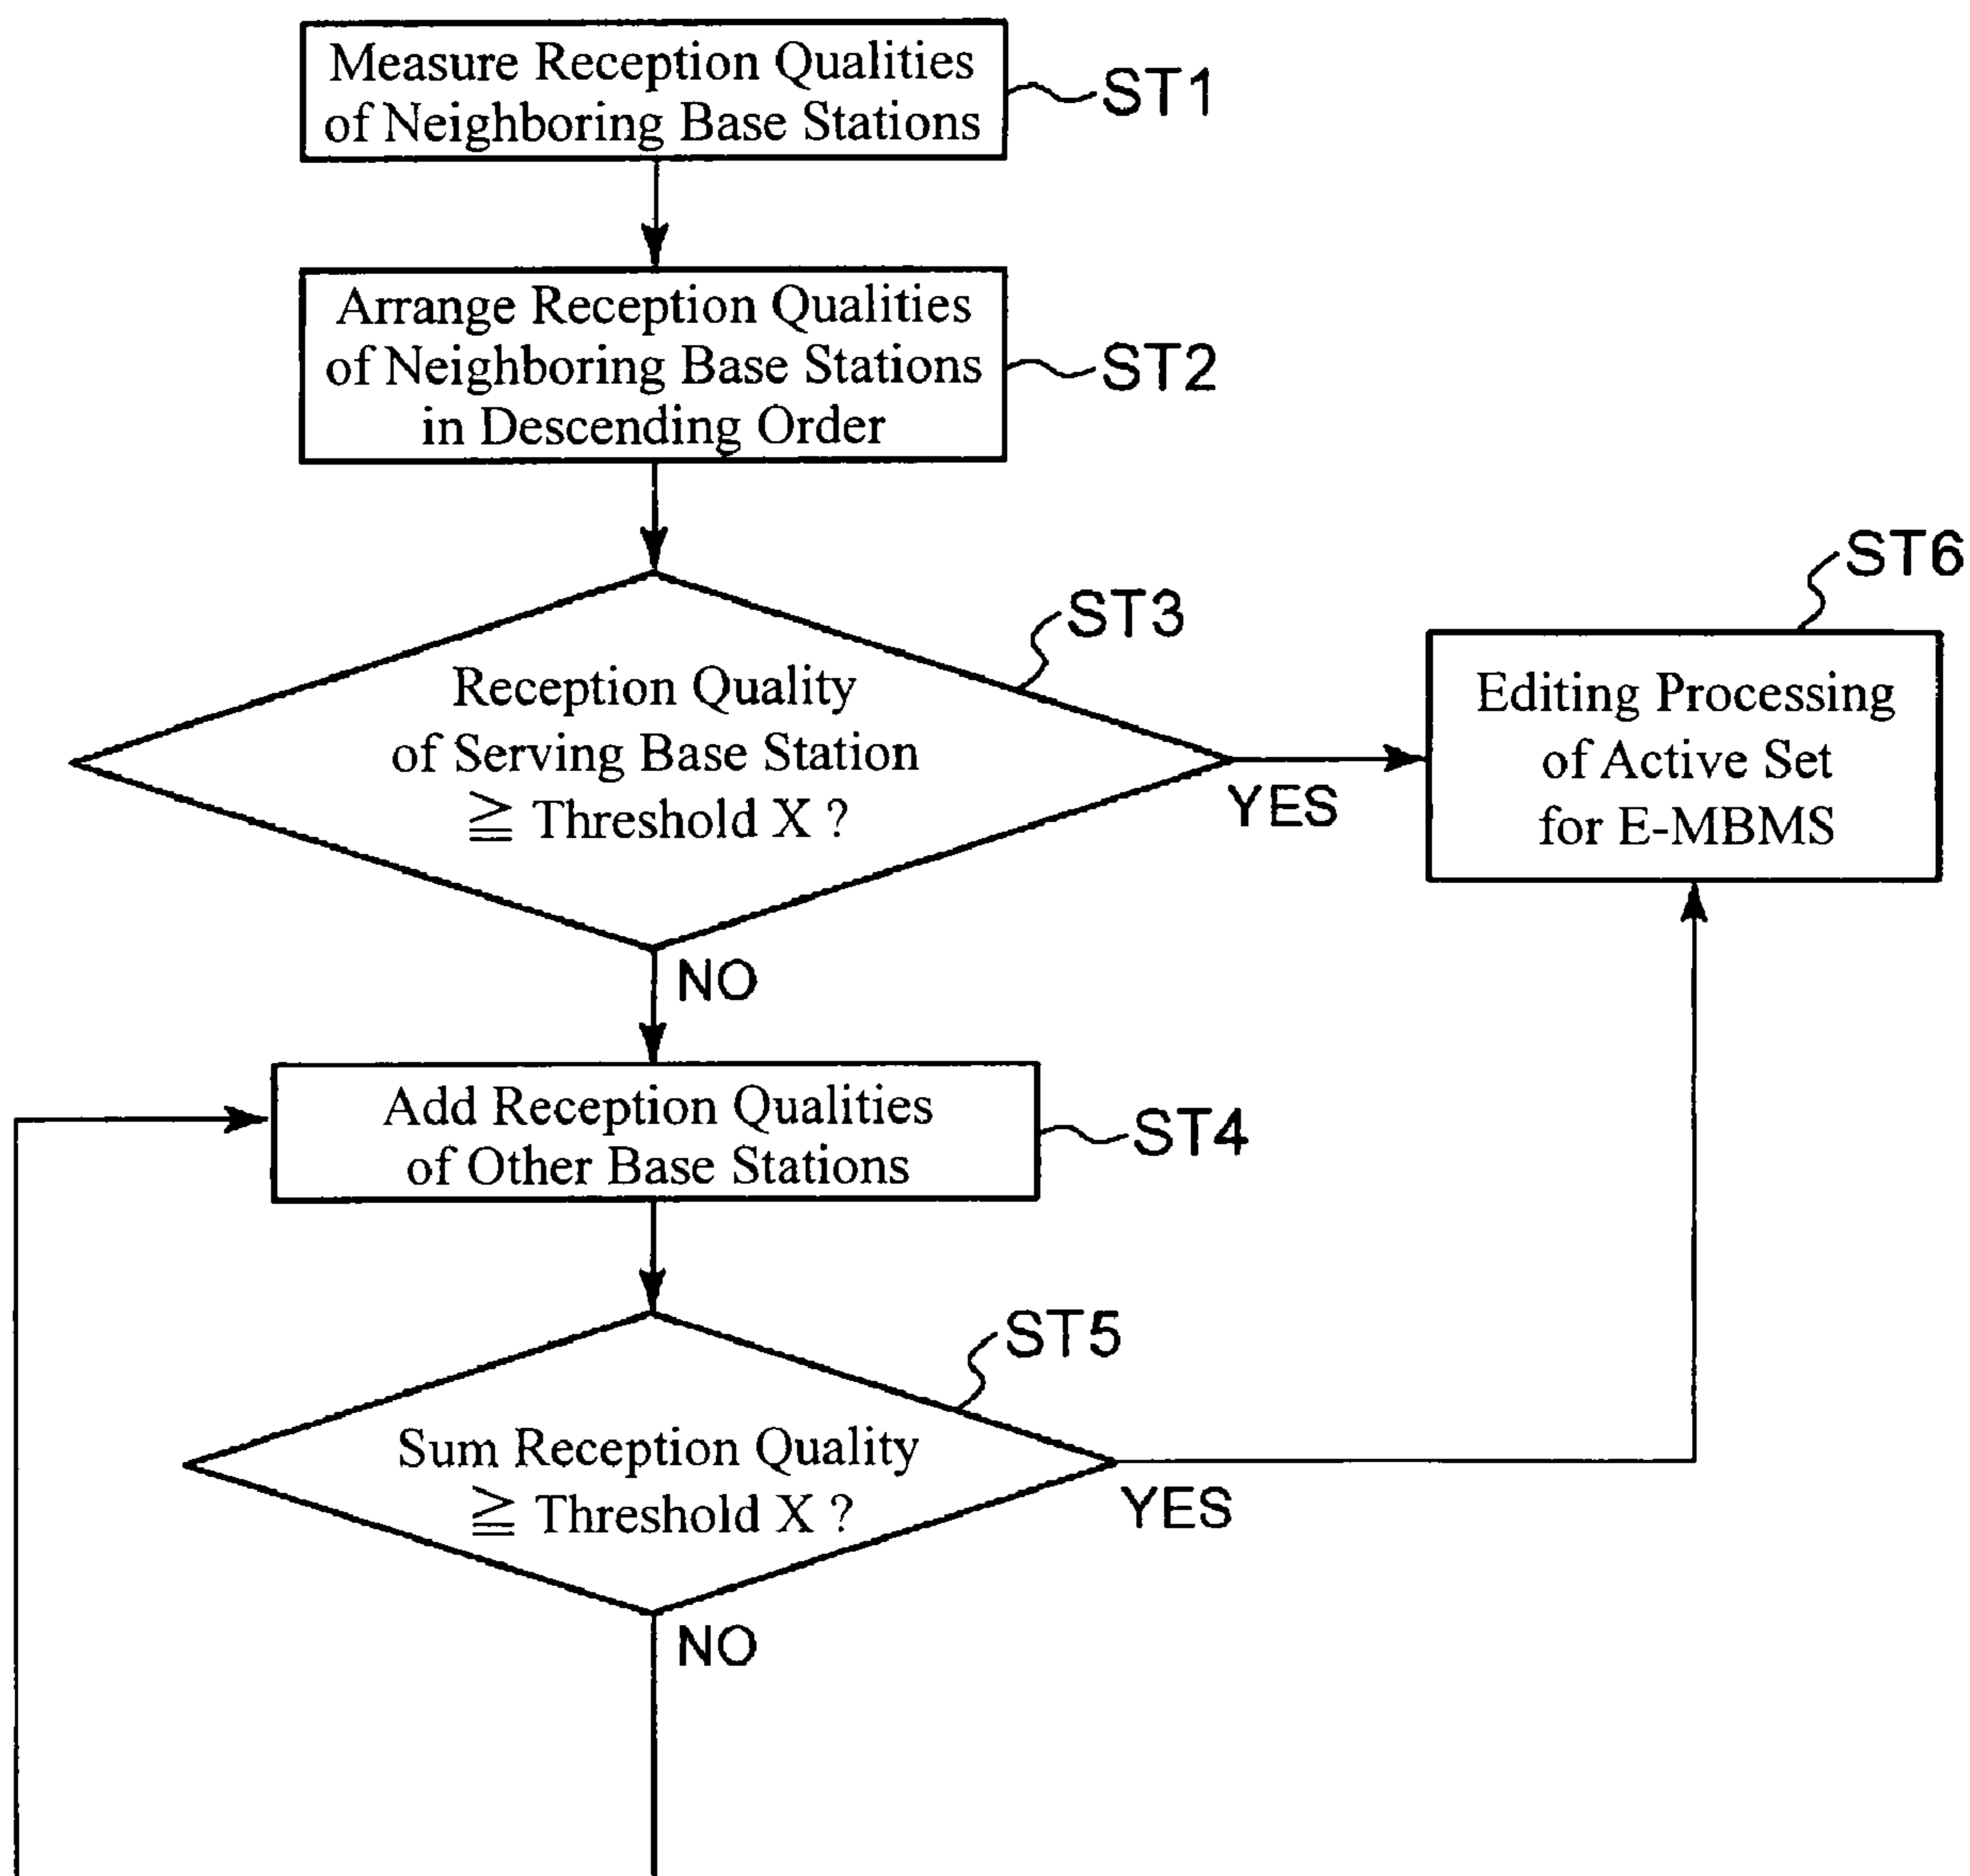 Measure Reception Qualities
of Neighboring Base Stations
ST1
Arrange Reception Qualities
of Neighboring Base Stations
in Descending Order
ST2
ST3
Reception Quality
of Serving Base Station
≧ Threshold X ?
YES
NO
ST6
Editing Processing
of Active Set
for E-MBMS
Add Reception Qualities
of Other Base Stations
ST4
ST5
Sum Reception Quality
≧ Threshold X ?
YES
NO